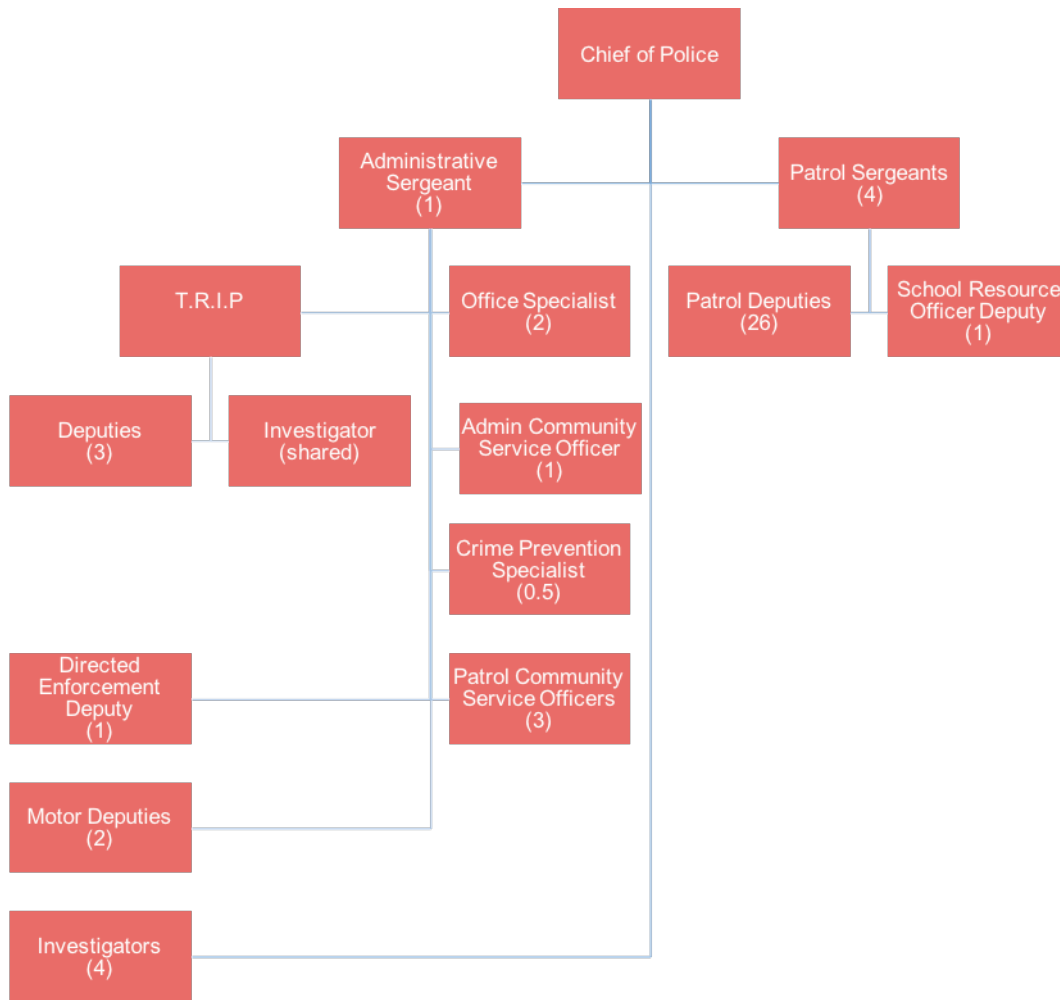 Chief of Police
Administrative
Sergeant
(1)
Patrol Sergeants
(4)
T.R.I.P
Office Specialist
(2)
Patrol Deputies
(26)
School Resource
Officer Deputy
(1)
Deputies
(3)
Investigator
(shared)
Admin Community
Service Officer
(1)
Crime Prevention
Specialist
(0.5)
Directed
Enforcement
Deputy
(1)
Patrol Community
Service Officers
(3)
Motor Deputies
(2)
Investigators
(4)